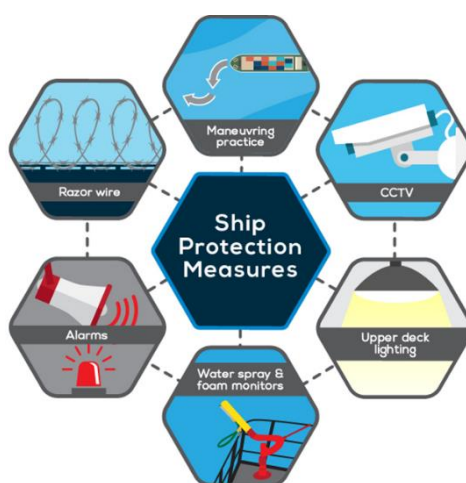 Maneuvring
practice
Razor wire
CCTV
Ship
Protection
Measures
Alarms
Upper deck
lighting
Water spray &
foam monitors